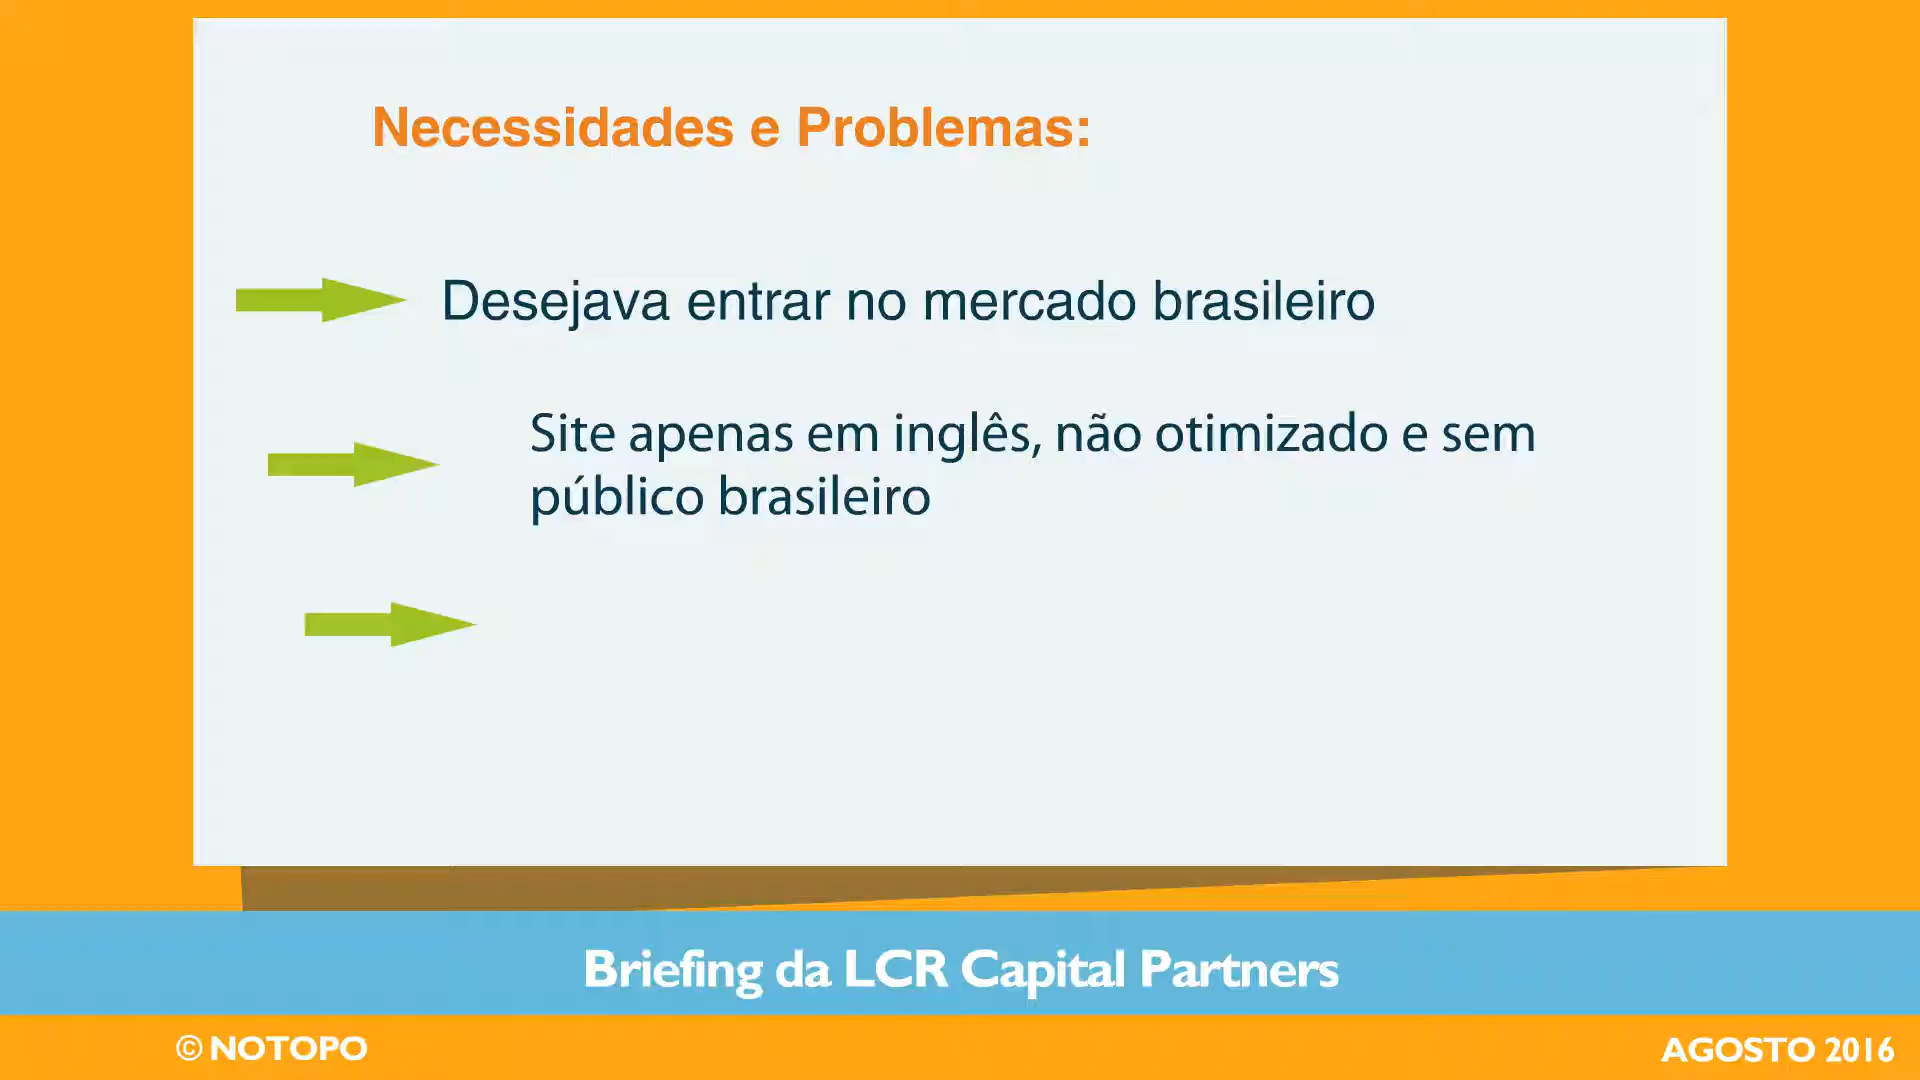 Necessidades e Problemas:
Desejava entrar no mercado brasileiro
Site apenas em inglês, não otimizado e sem
público brasileiro
Briefing da LCR Capital Partners
© NOTOPO
AGOSTO 2016